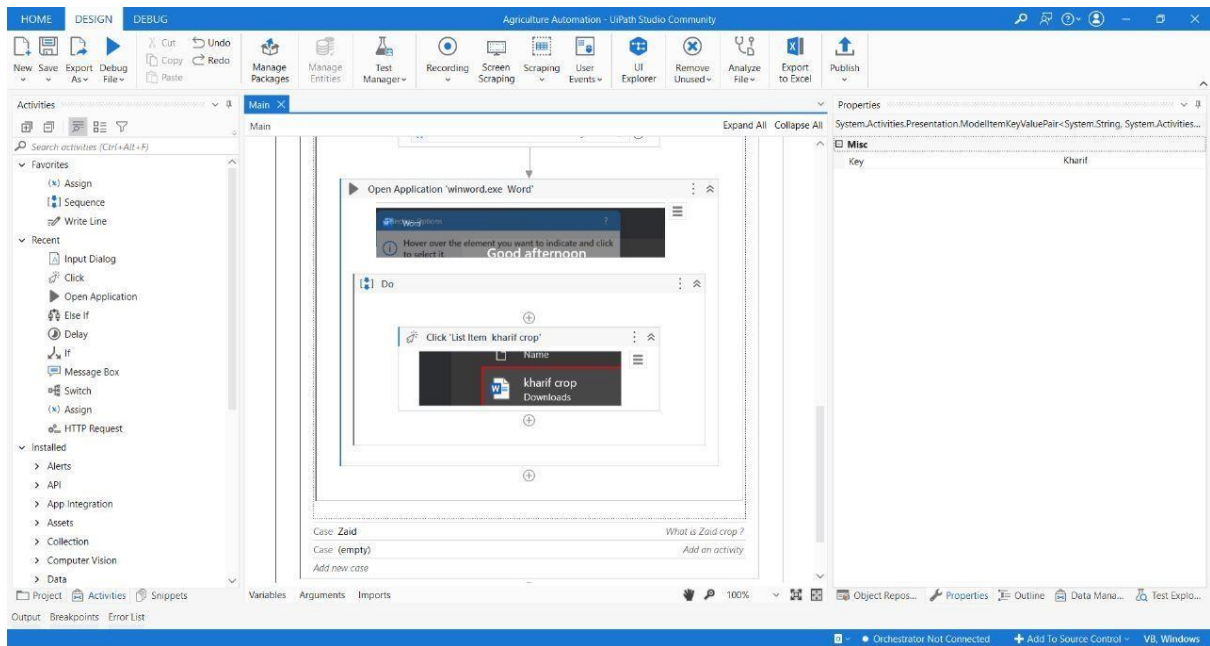 HOME DESIGN DEBUG Agriculture Automation - UiPath Studio Community
New Save Export As Debug File Cut Copy Paste Undo Redo Manage Packages Manage Entities Test Manager Recording Screen Scraping Scraping User Events UI Explorer Remove Unused Analyze File Export to Excel Publish
Activities
Search activities (Ctrl+Alt+F)
Favorites
Assign
Sequence
Write Line
Recent
Input Dialog
Click
Open Application
Else If
Delay
If
Message Box
Switch
Assign
HTTP Request
Installed
Alerts
API
App Integration
Assets
Collection
Computer Vision
Data
Project Activities Snippets
Output Breakpoints Error List
Main
Main Expand All Collapse All
Open Application 'winword.exe Word'
Word
Hover over the element you want to indicate and click
to select it
Good afternoon
Do
Click 'List Item kharif crop'
Name
kharif crop
Downloads
Case Zaid What is Zaid crop ?
Case (empty) Add an activity
Add new case
Variables Arguments Imports 100%
Properties
System.Activities.Presentation.ModelItemKeyValuePair<System.String, System.Activities...
Misc
Key Kharif
Object Repos... Properties Outline Data Mana... Test Explo...
Orchestrator Not Connected Add To Source Control VB, Windows